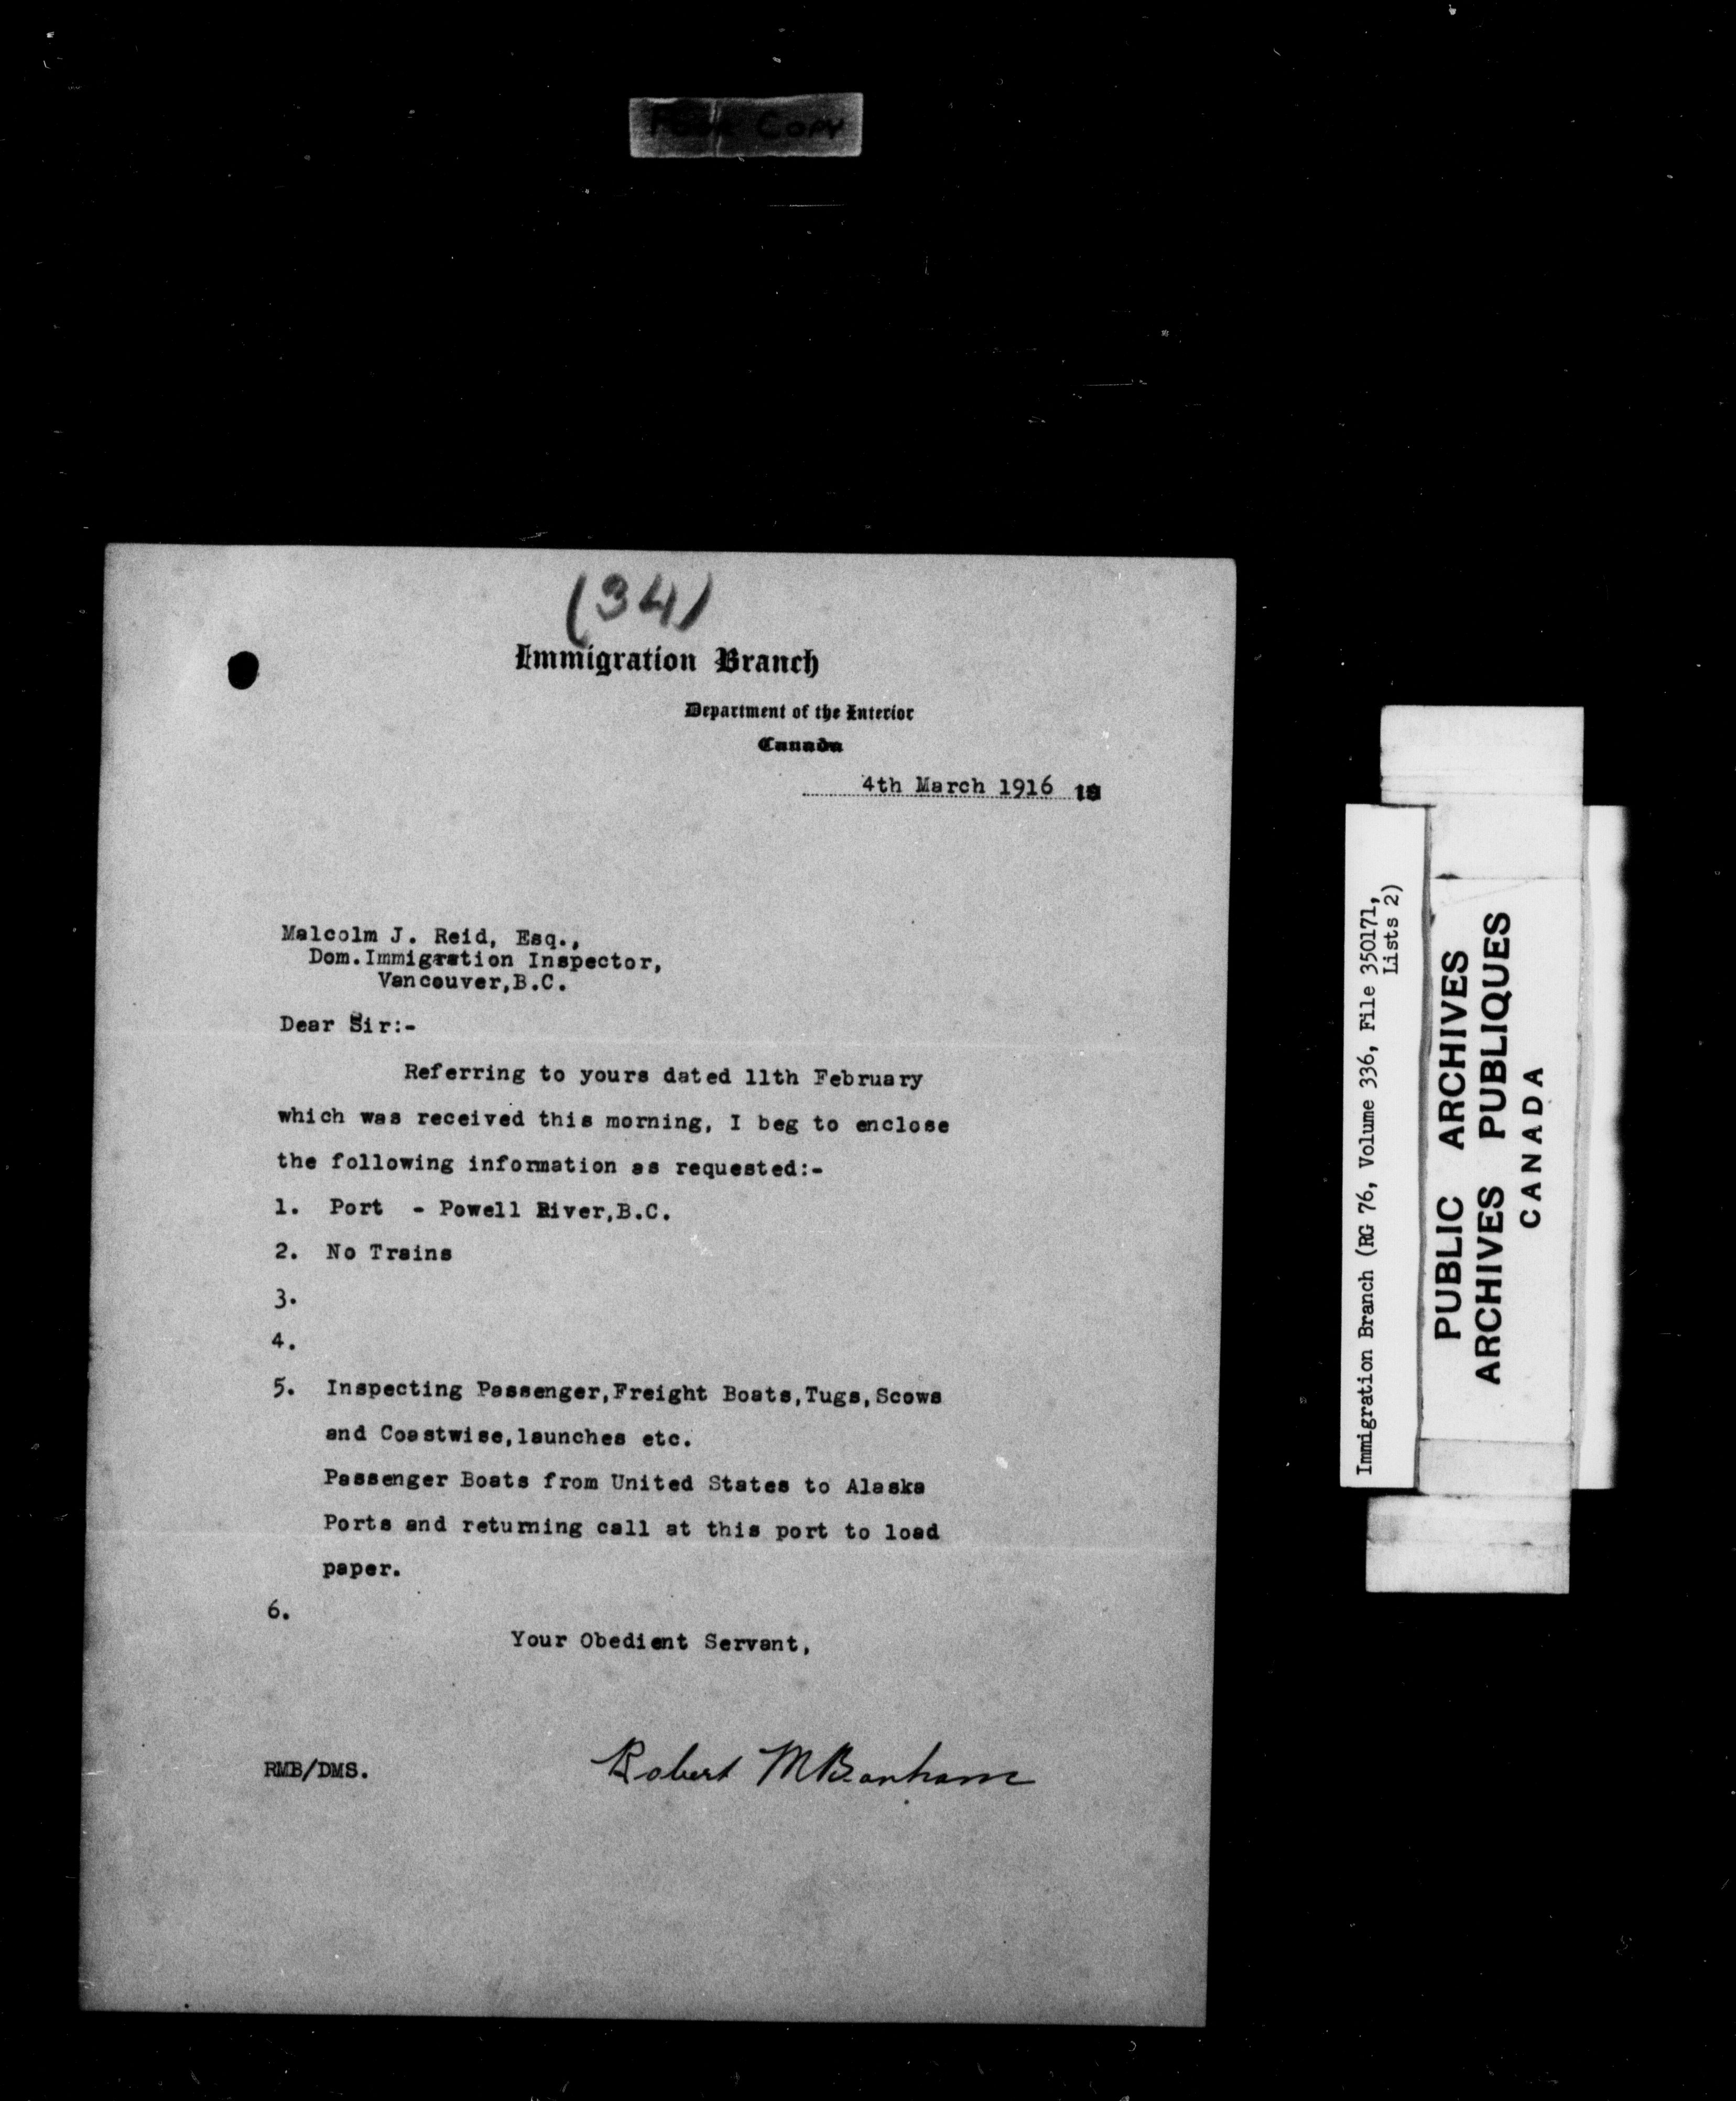 Copy
(34)
Immigration Branch
Department of the Interior
Canada
4th March 1916 19
Malcolm J. Reid, Esq.,
Dom.Immigration Inspector,
Vancouver,B.C.
Dear Sir:-
Referring to yours dated 11th February
which was received this morning, I beg to enclose
the following information as requested:-
1. Port - Powell River,B.C.
2. No Trains
3.
4.
5. Inspecting Passenger,Freight Boats,Tugs,Scows
and Coastwise,launches etc.
Passenger Boats from United States to Alaska
Ports and returning call at this port to load
paper.
6.
Your Obedient Servant,
RMB/DMS.
Robert M Banham
Immigration Branch (RG 76, Volume 336, File 350171,
Lists 2)
PUBLIC ARCHIVES
ARCHIVES PUBLIQUES
CANADA